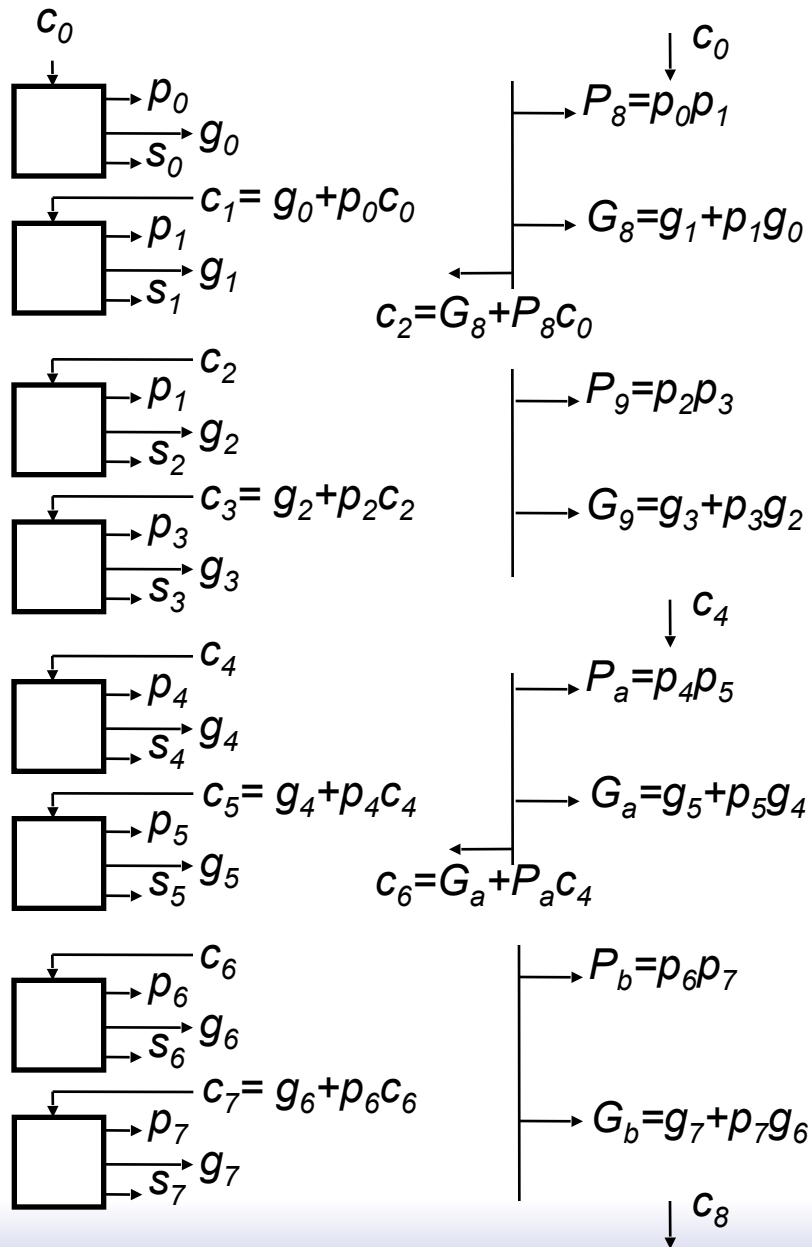 c₀
p₀
g₀
s₀
c₁= g₀+p₀c₀
p₁
g₁
s₁
c₂
p₁
g₂
s₂
c₃= g₂+p₂c₂
p₃
g₃
s₃
c₄
p₄
g₄
s₄
c₅= g₄+p₄c₄
p₅
g₅
s₅
c₆
p₆
g₆
s₆
c₇= g₆+p₆c₆
p₇
g₇
s₇
c₀
P₈=p₀p₁
G₈=g₁+p₁g₀
c₂=G₈+P₈c₀
P₉=p₂p₃
G₉=g₃+p₃g₂
c₄
Pₐ=p₄p₅
Gₐ=g₅+p₅g₄
c₆=Gₐ+Pₐc₄
P_b=p₆p₇
G_b=g₇+p₇g₆
c₈